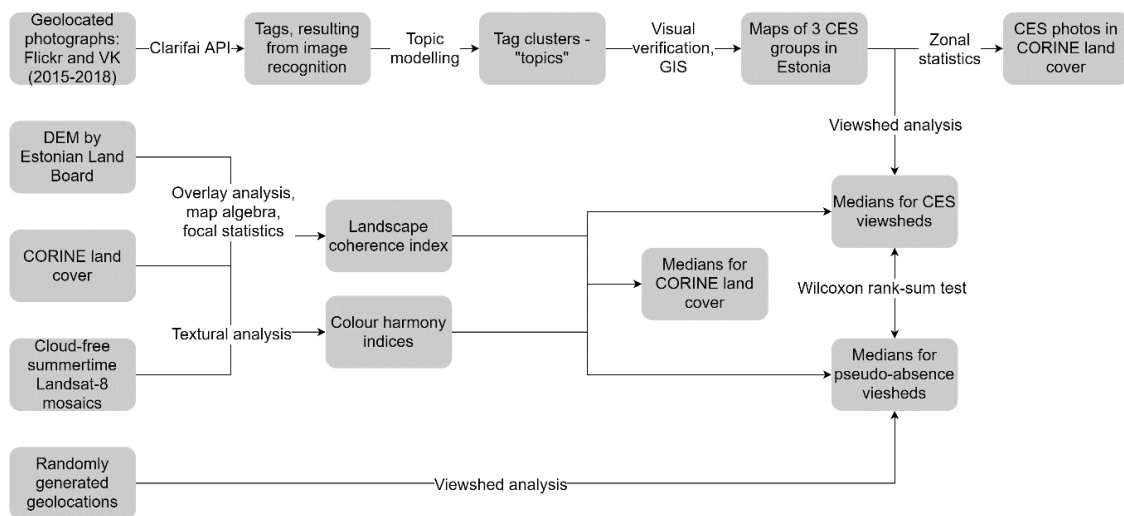 Geolocated
photographs:
Flickr and VK
(2015-2018)
Clarifai API
Tags, resulting
from image
recognition
Topic
modelling
Tag clusters -
"topics"
Visual
verification,
GIS
Maps of 3 CES
groups in
Estonia
Zonal
statistics
CES photos in
CORINE land
cover
Viewshed analysis
DEM by
Estonian Land
Board
Overlay analysis,
map algebra,
focal statistics
CORINE land
cover
Landscape
coherence index
Medians for CES
viewsheds
Medians for
CORINE land
cover
Wilcoxon rank-sum test
Textural analysis
Colour harmony
indices
Cloud-free
summertime
Landsat-8
mosaics
Medians for
pseudo-absence
viesheds
Randomly
generated
geolocations
Viewshed analysis